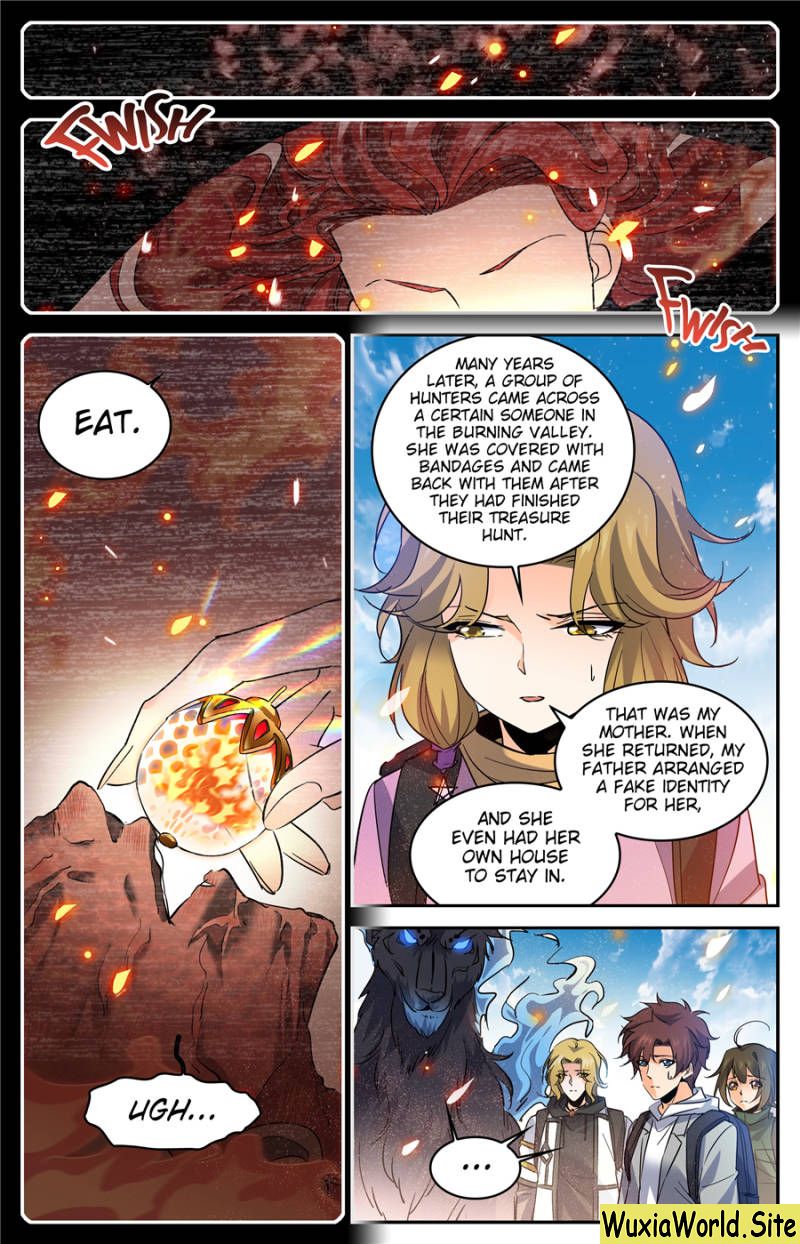 FWISH
FWISH
EAT.
MANY YEARS
LATER, A GROUP OF
HUNTERS CAME ACROSS
A CERTAIN SOMEONE IN
THE BURNING VALLEY.
SHE WAS COVERED WITH
BANDAGES AND CAME
BACK WITH THEM AFTER
THEY HAD FINISHED
THEIR TREASURE
HUNT.
THAT WAS MY
MOTHER. WHEN
SHE RETURNED, MY
FATHER ARRANGED
A FAKE IDENTITY
FOR HER,
AND SHE
EVEN HAD HER
OWN HOUSE
TO STAY IN.
UGH...
...
WuxiaWorld.Site